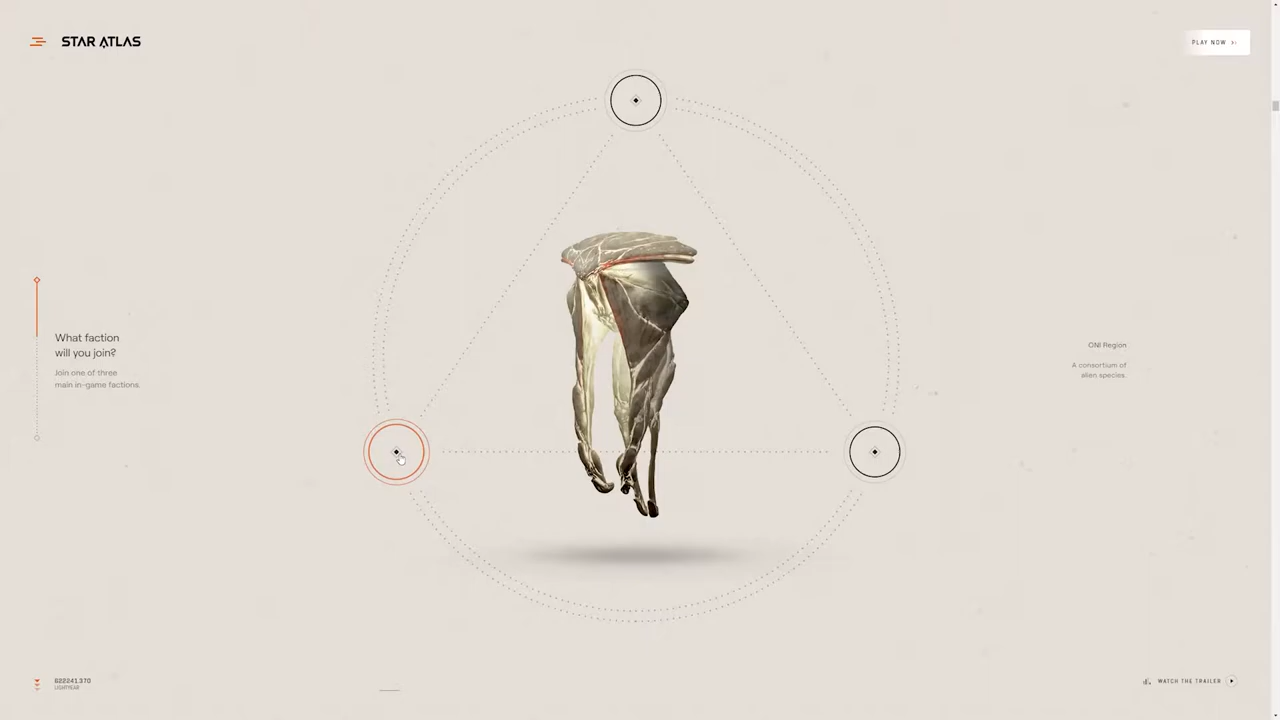 STAR ATLAS
PLAY NOW
What faction
will you join?
Join one of three
main in-game factions.
ONI Region
A consortium of
alien species.
622241.370
LIGHTYEAR
WATCH THE TRAILER